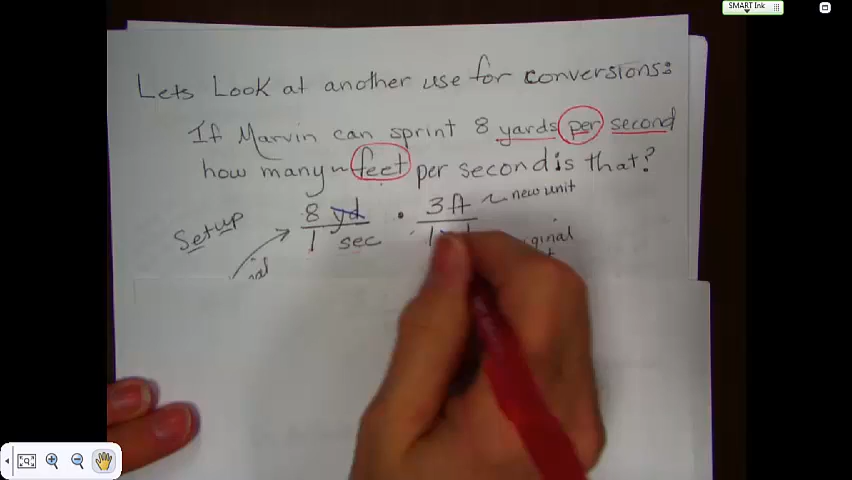 SMART Ink
Lets Look at another use for conversions:
If Marvin can sprint 8 yards per second
how many feet per second is that?
Setup 8 yd • 3 ft new unit
1 sec 1